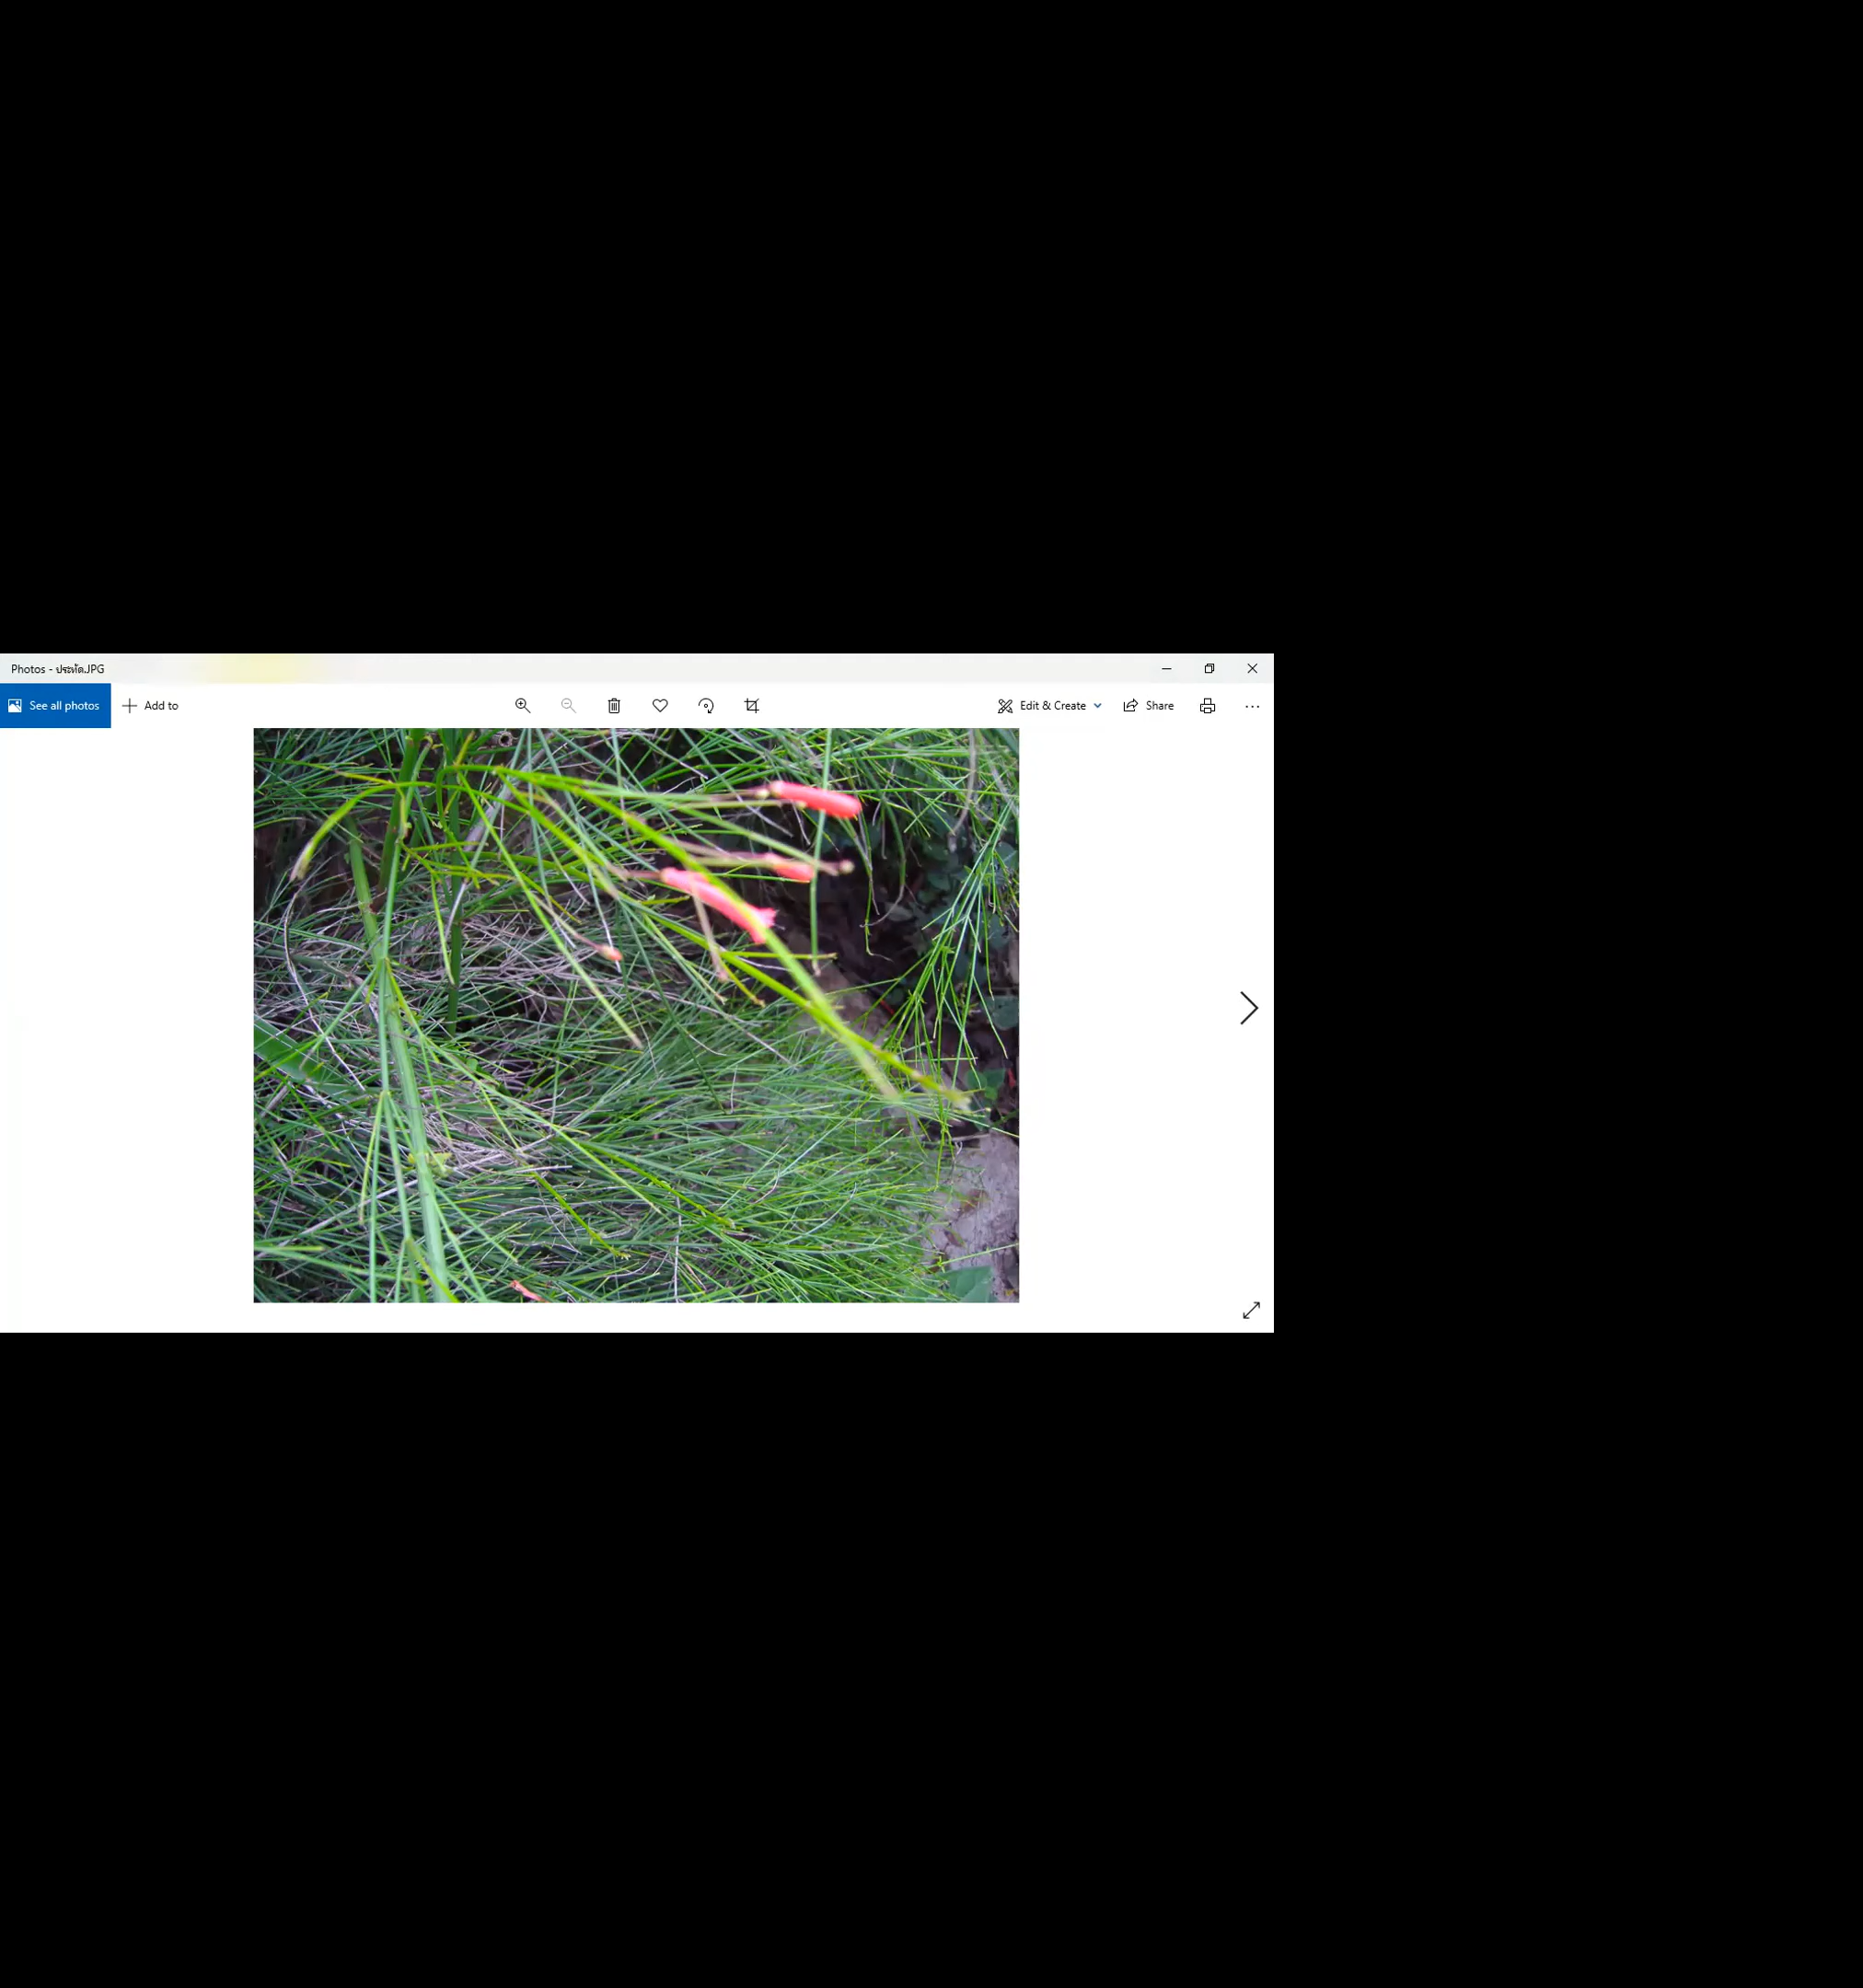 Photos - ประทัด.JPG
See all photos
Add to
Edit & Create
Share